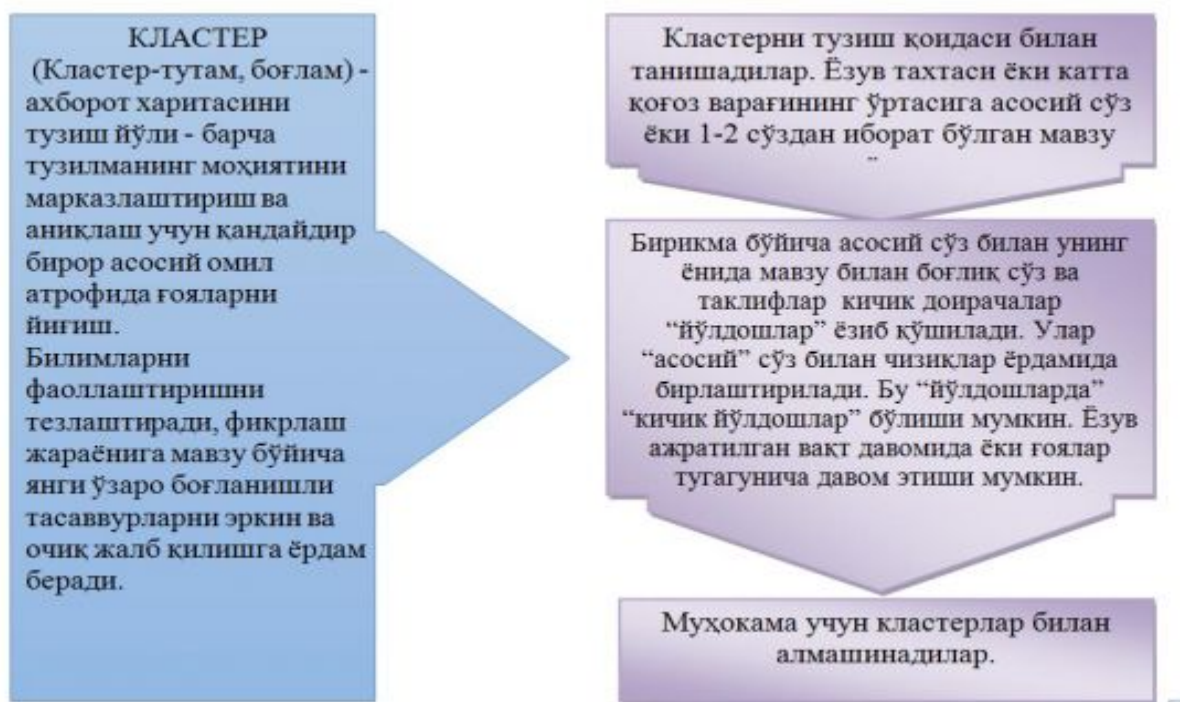 КЛАСТЕР
(Кластер-тутам, боғлам) -
ахборот харитасини
тузиш йўли - барча
тузилманинг моҳиятини
марказлаштириш ва
аниқлаш учун қандайдир
бирор асосий омил
атрофида ғояларни
йиғиш.
Билимларни
фаоллаштиришни
тезлаштиради, фикрлаш
жараёнига мавзу бўйича
янги ўзаро боғланишли
тасаввурларни эркин ва
очиқ жалб қилишга ёрдам
беради.
Кластерни тузиш қоидаси билан
танишадилар. Ёзув тахтаси ёки катта
қоғоз варағининг ўртасига асосий сўз
ёки 1-2 сўздан иборат бўлган мавзу
Бирикма бўйича асосий сўз билан унинг
ёнида мавзу билан боғлиқ сўз ва
таклифлар кичик доирачалар
“йўлдошлар” ёзиб қўшилади. Улар
“асосий” сўз билан чизиқлар ёрдамида
бирлаштирилади. Бу “йўлдошларда”
“кичик йўлдошлар” бўлиши мумкин. Ёзув
ажратилган вақт давомида ёки ғоялар
тугагунича давом этиши мумкин.
Муҳокама учун кластерлар билан
алмашинадилар.